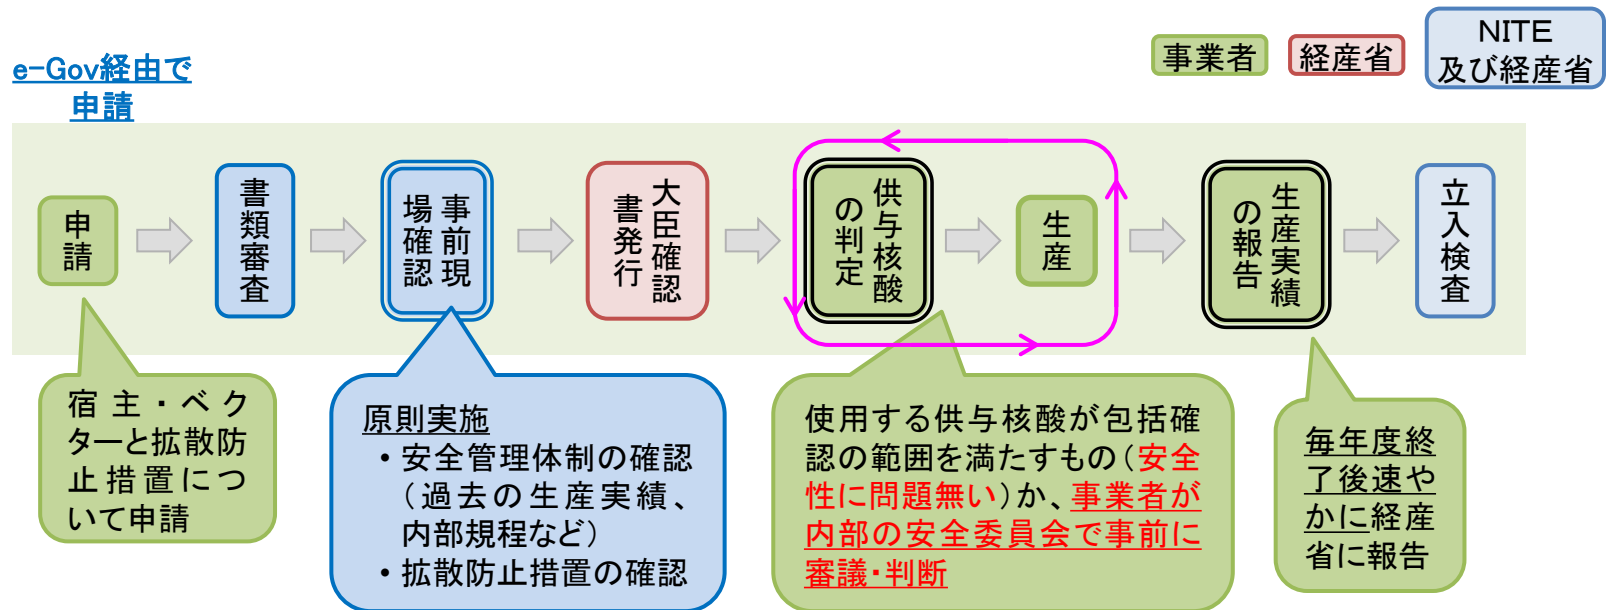 e-Gov経由で
申請
事業者
経産省
NITE
及び経産省
申請
書類審査
事前現
場確認
大臣確認
書発行
供与核酸
の判定
生産
生産実績
の報告
立入検査
宿主・ベク
ターと拡散防
止措置につ
いて申請
原則実施
・安全管理体制の確認
（過去の生産実績、
内部規程など）
・拡散防止措置の確認
使用する供与核酸が包括確
認の範囲を満たすもの（安全
性に問題無い）か、事業者が
内部の安全委員会で事前に
審議・判断
毎年度終
了後速や
かに経産
省に報告